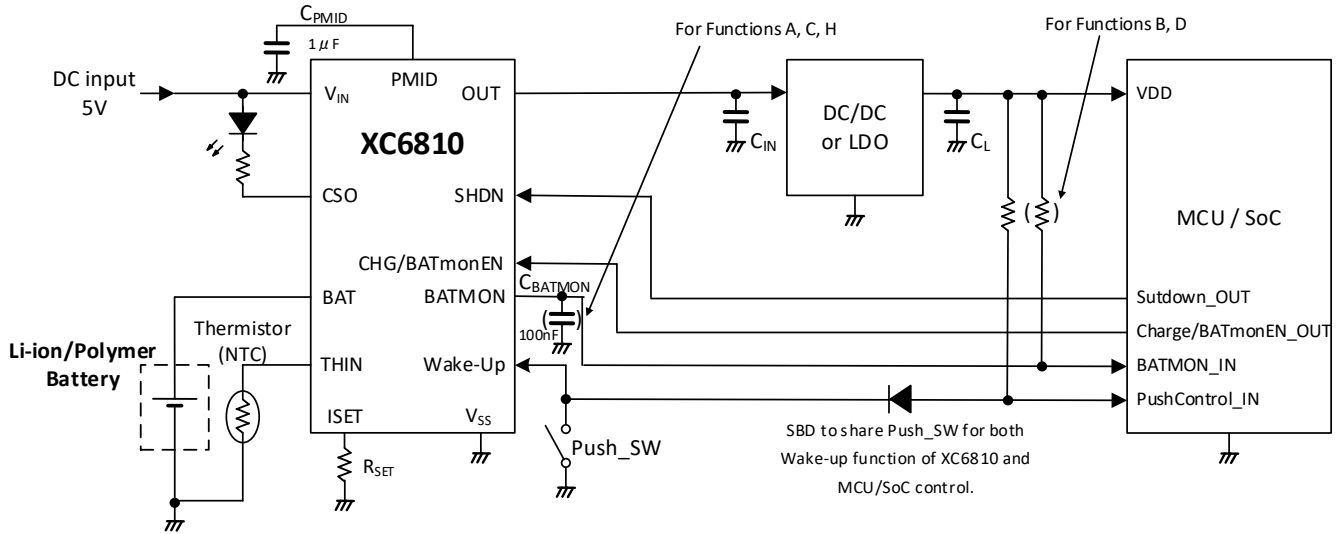 CPMID
1μF
For Functions A, C, H
For Functions B, D
DC input
5V
VIN
PMID
OUT
XC6810
CIN
DC/DC
or LDO
CL
VDD
CSO
SHDN
MCU / SoC
CHG/BATmonEN
CBATMON
BAT
BATMON
100nF
Sutdown_OUT
Thermistor
(NTC)
Charge/BATmonEN_OUT
Li-ion/Polymer
Battery
THIN
Wake-Up
BATMON_IN
PushControl_IN
ISET
VSS
RSET
Push_SW
SBD to share Push_SW for both
Wake-up function of XC6810 and
MCU/SoC control.